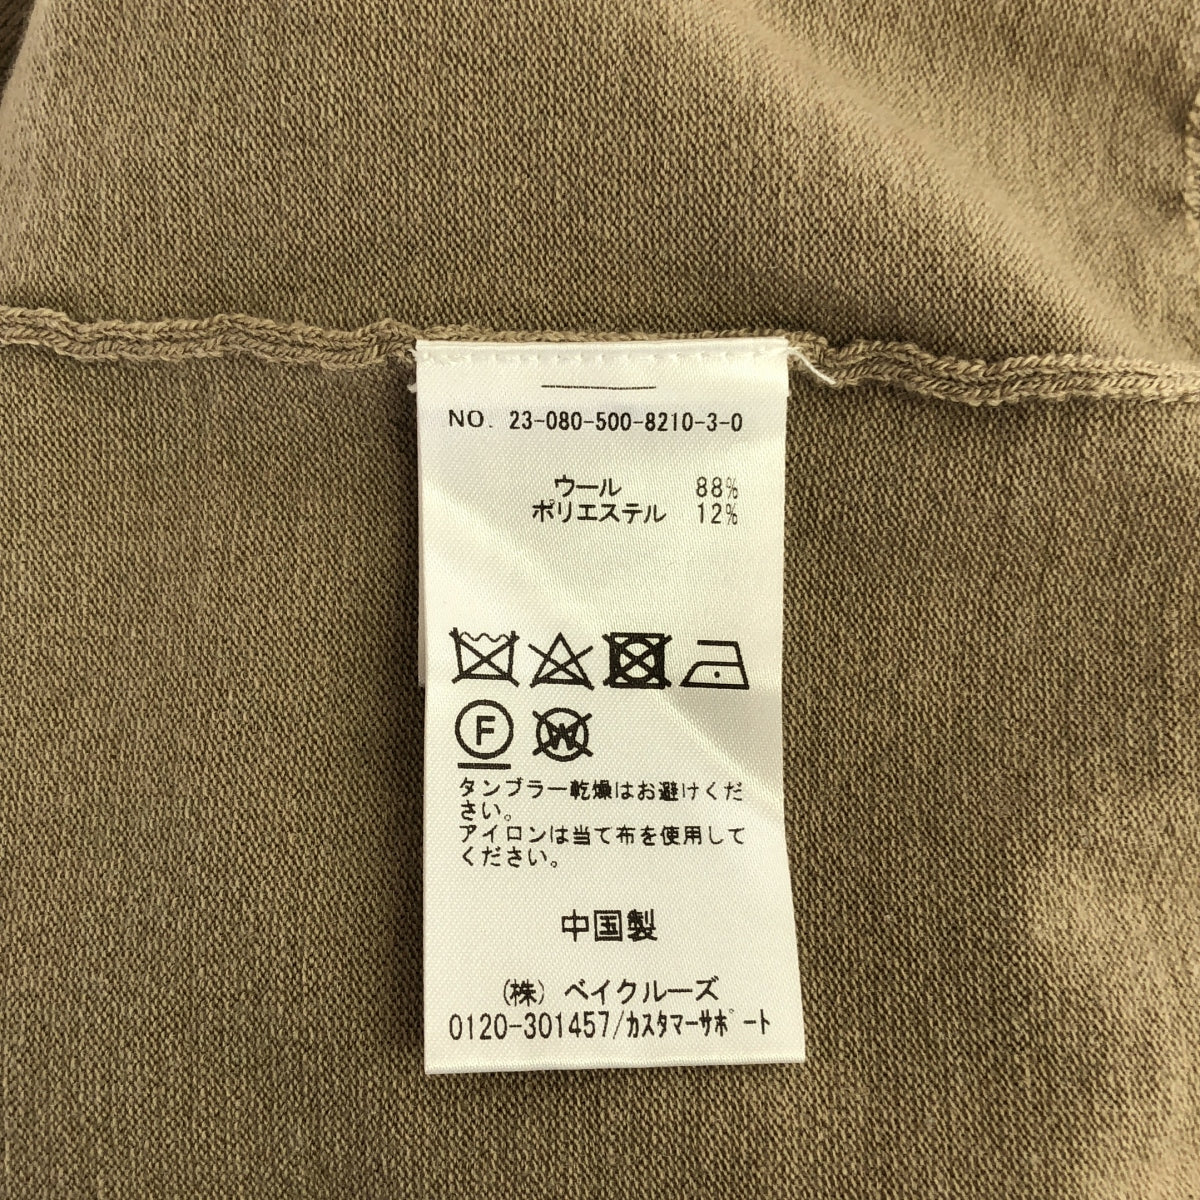 NO. 23-080-500-8210-3-0
ウール 88%
ポリエステル 12%
F W
タンブラー乾燥はお避けくだ
さい。
アイロンは当て布を使用して
ください。
中国製
(株) ベイクルーズ
0120-301457/ｶｽﾀﾏｰｻﾎﾟｰﾄ